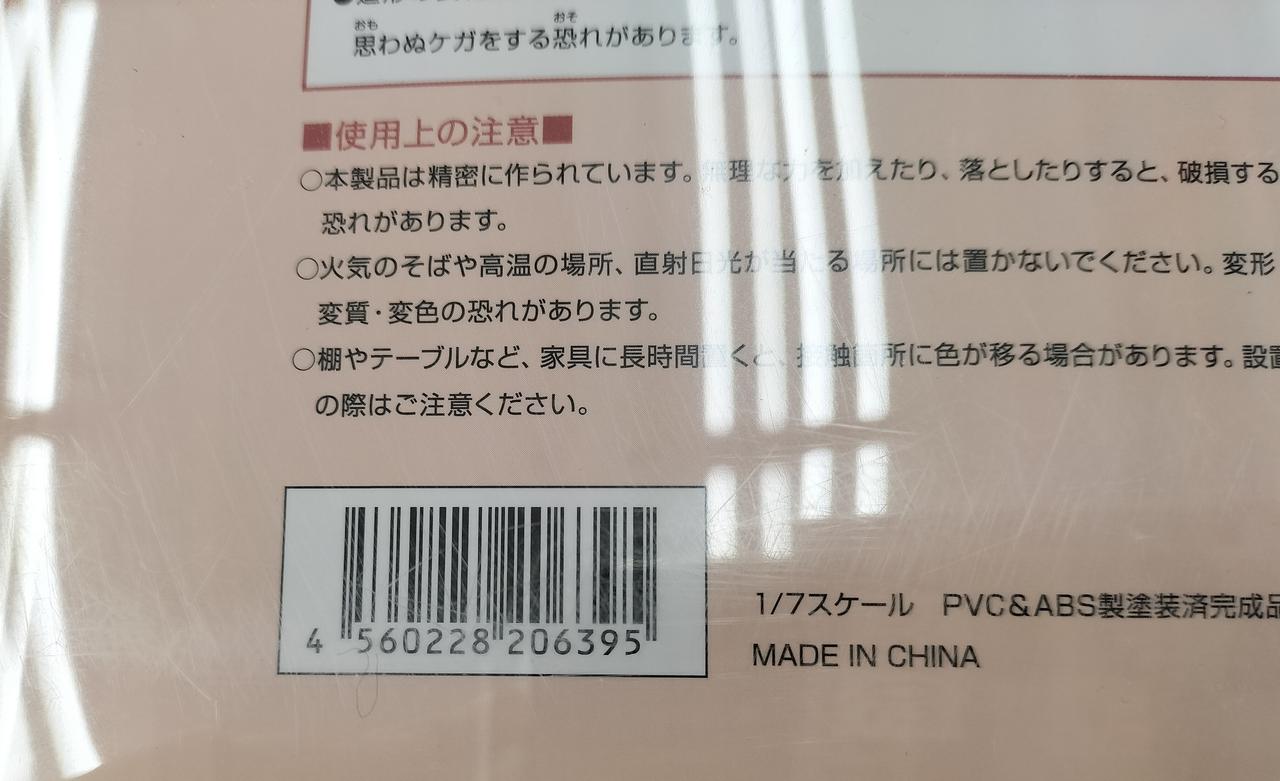 思わぬケガをする恐れがあります。
■使用上の注意■
○本製品は精密に作られています。無理な力を加えたり、落としたりすると、破損する
恐れがあります。
○火気のそばや高温の場所、直射日光が当たる場所には置かないでください。変形
変質・変色の恐れがあります。
○棚やテーブルなど、家具に長時間置くと、接触箇所に色が移る場合があります。設置
の際はご注意ください。
4 560228 206395
1/7スケール PVC&ABS製塗装済完成品
MADE IN CHINA